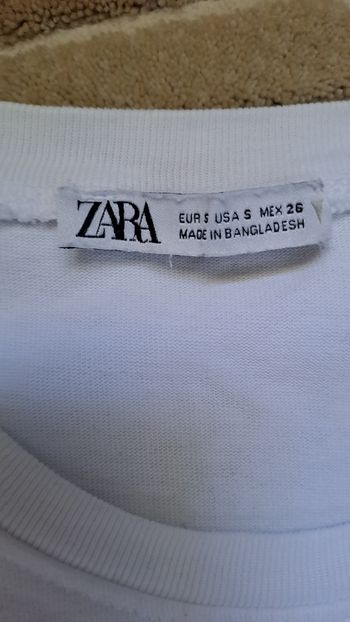 ZARA
EUR S USA S MEX 26
MADE IN BANGLADESH